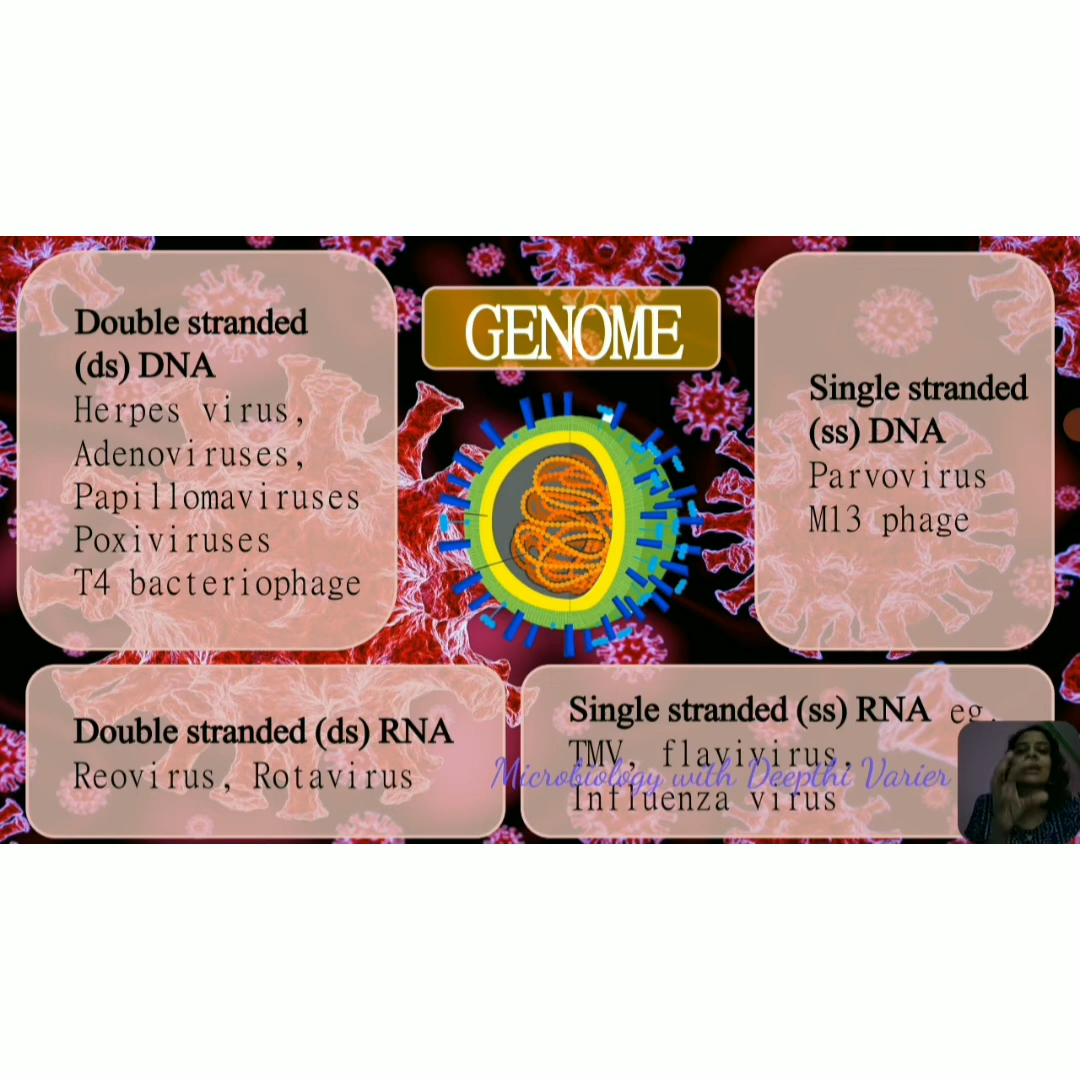 GENOME
Double stranded
(ds) DNA
Herpes virus,
Adenoviruses,
Papillomaviruses
Poxiviruses
T4 bacteriophage
Single stranded
(ss) DNA
Parvovirus
M13 phage
Double stranded (ds) RNA
Reovirus, Rotavirus
Single stranded (ss) RNA eg.
TMV, flavivirus,
Influenza virus
Microbiology with Deepthi Varier